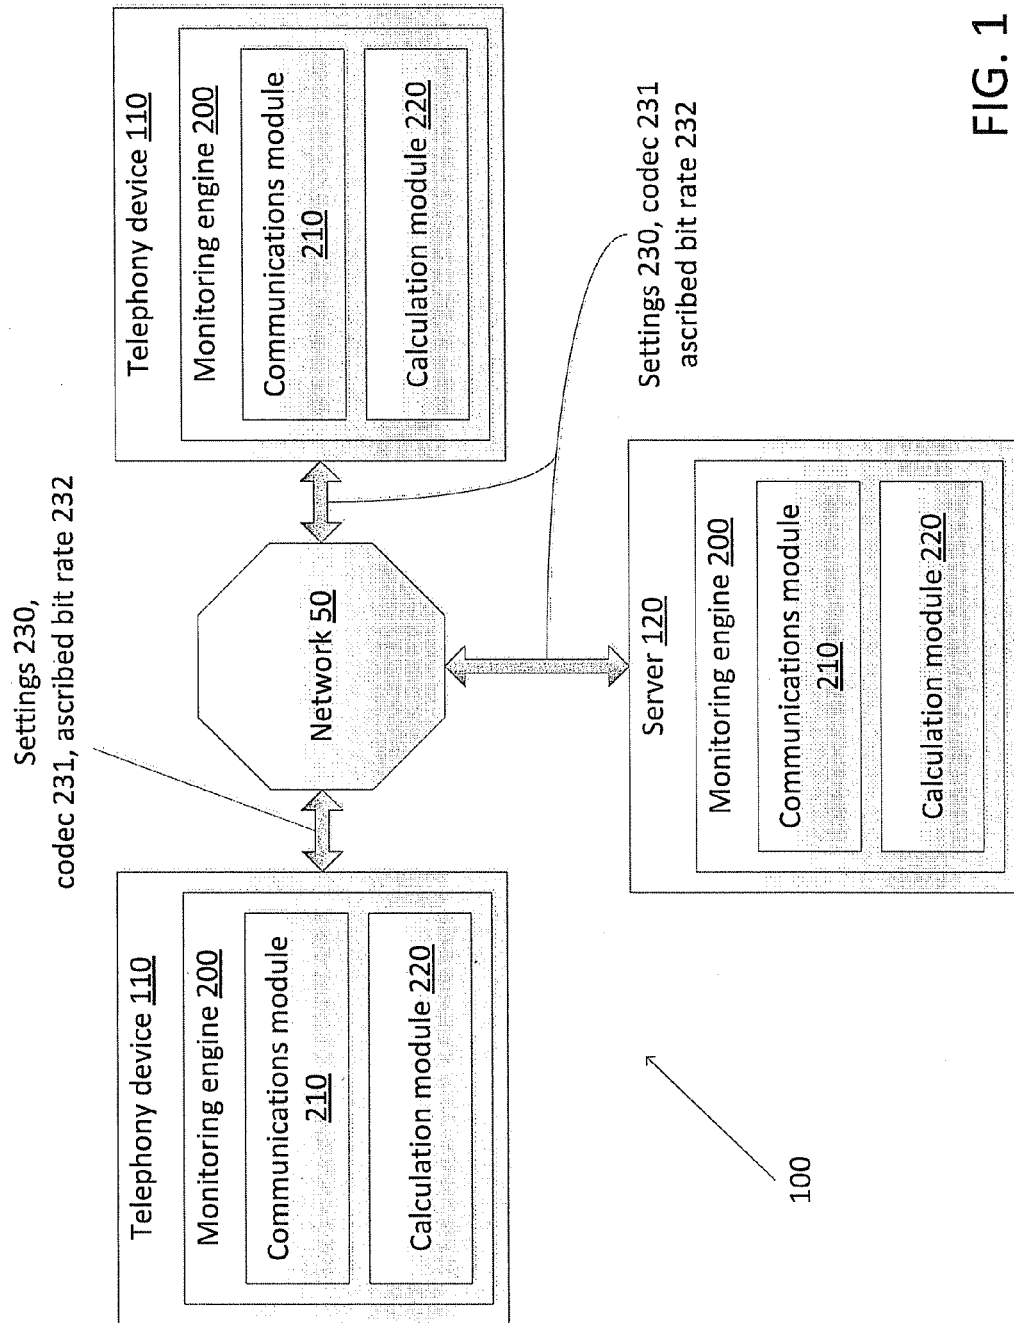 Settings 230,
codec 231, ascribed bit rate 232
Telephony device 110
Monitoring engine 200
Communications module
210
Calculation module 220
Network 50
Telephony device 110
Monitoring engine 200
Communications module
210
Calculation module 220
Settings 230, codec 231
ascribed bit rate 232
Server 120
Monitoring engine 200
Communications module
210
Calculation module 220
100
FIG. 1